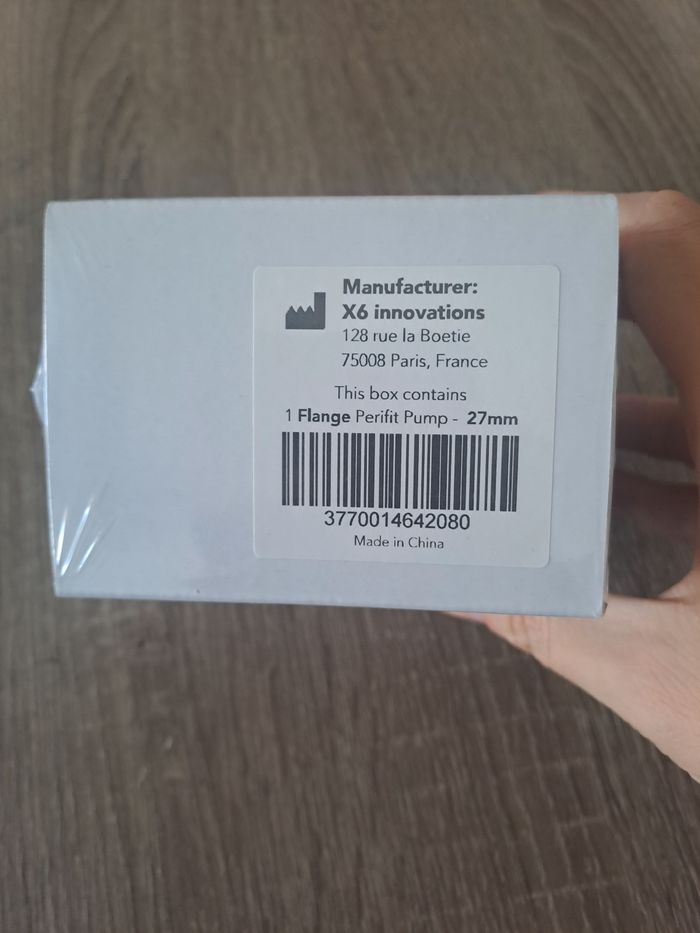 Manufacturer:
X6 innovations
128 rue la Boetie
75008 Paris, France
This box contains
1 Flange Perifit Pump - 27mm
3770014642080
Made in China